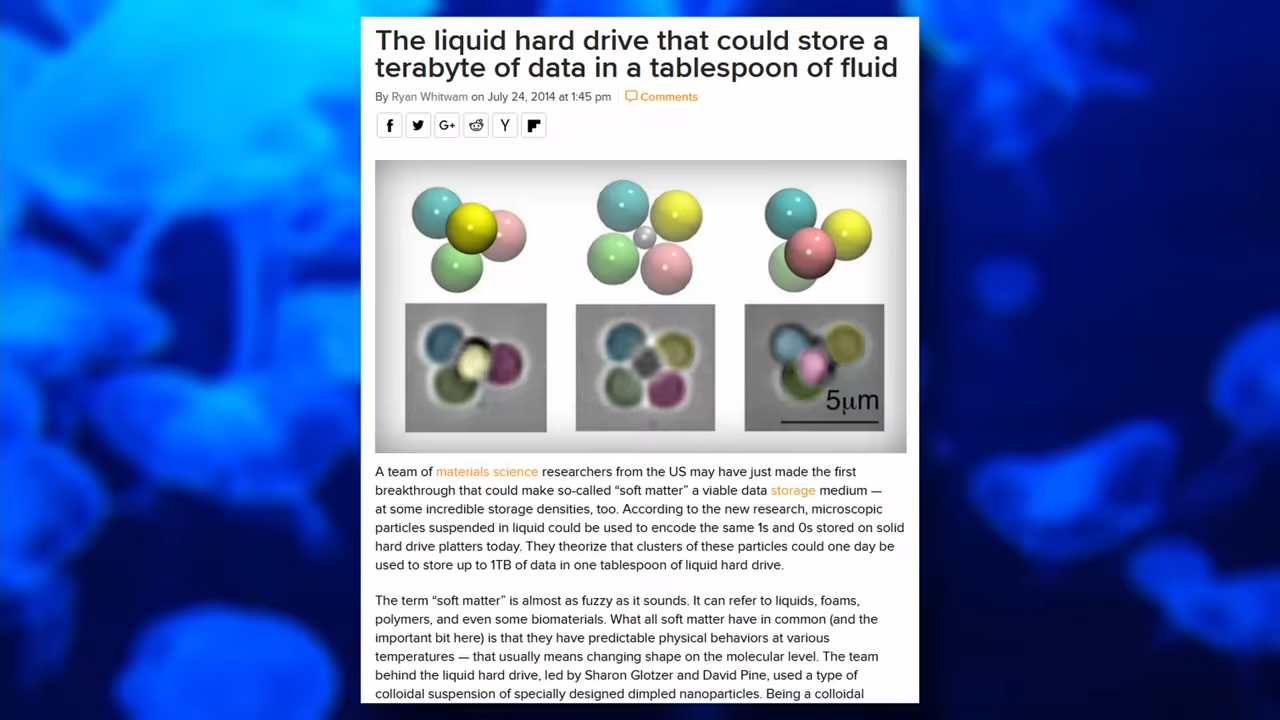 The liquid hard drive that could store a
terabyte of data in a tablespoon of fluid
By Ryan Whitwam on July 24, 2014 at 1:45 pm Comments
f G+ Y
5μm
A team of materials science researchers from the US may have just made the first
breakthrough that could make so-called “soft matter” a viable data storage medium —
at some incredible storage densities, too. According to the new research, microscopic
particles suspended in liquid could be used to encode the same 1s and 0s stored on solid
hard drive platters today. They theorize that clusters of these particles could one day be
used to store up to 1TB of data in one tablespoon of liquid hard drive.
The term “soft matter” is almost as fuzzy as it sounds. It can refer to liquids, foams,
polymers, and even some biomaterials. What all soft matter have in common (and the
important bit here) is that they have predictable physical behaviors at various
temperatures — that usually means changing shape on the molecular level. The team
behind the liquid hard drive, led by Sharon Glotzer and David Pine, used a type of
colloidal suspension of specially designed dimpled nanoparticles. Being a colloidal